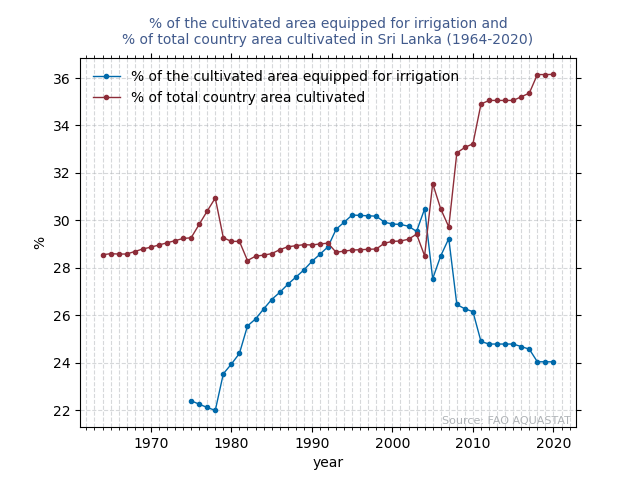 % of the cultivated area equipped for irrigation and
% of total country area cultivated in Sri Lanka (1964-2020)
% of the cultivated area equipped for irrigation
% of total country area cultivated
36
34
32
30
28
26
24
22
%
Source: FAO AQUASTAT
1970 1980 1990 2000 2010 2020
year